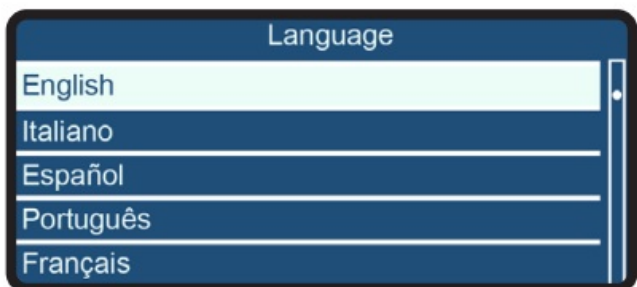 Language
English
Italiano
Español
Português
Français